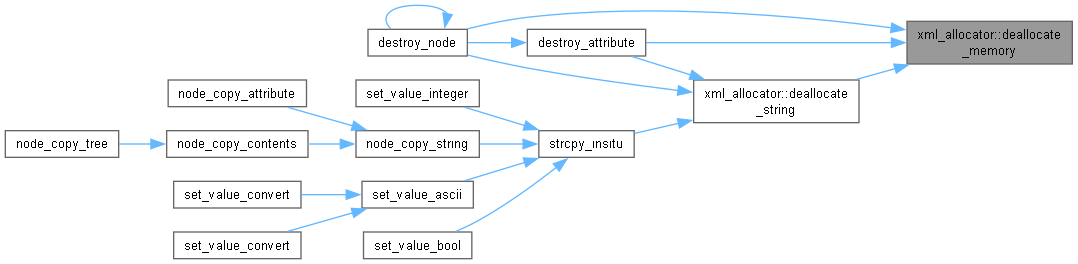 xml_allocator::deallocate
_memory
destroy_node
destroy_attribute
node_copy_attribute
set_value_integer
xml_allocator::deallocate
_string
node_copy_tree
node_copy_contents
node_copy_string
strcpy_insitu
set_value_convert
set_value_ascii
set_value_convert
set_value_bool